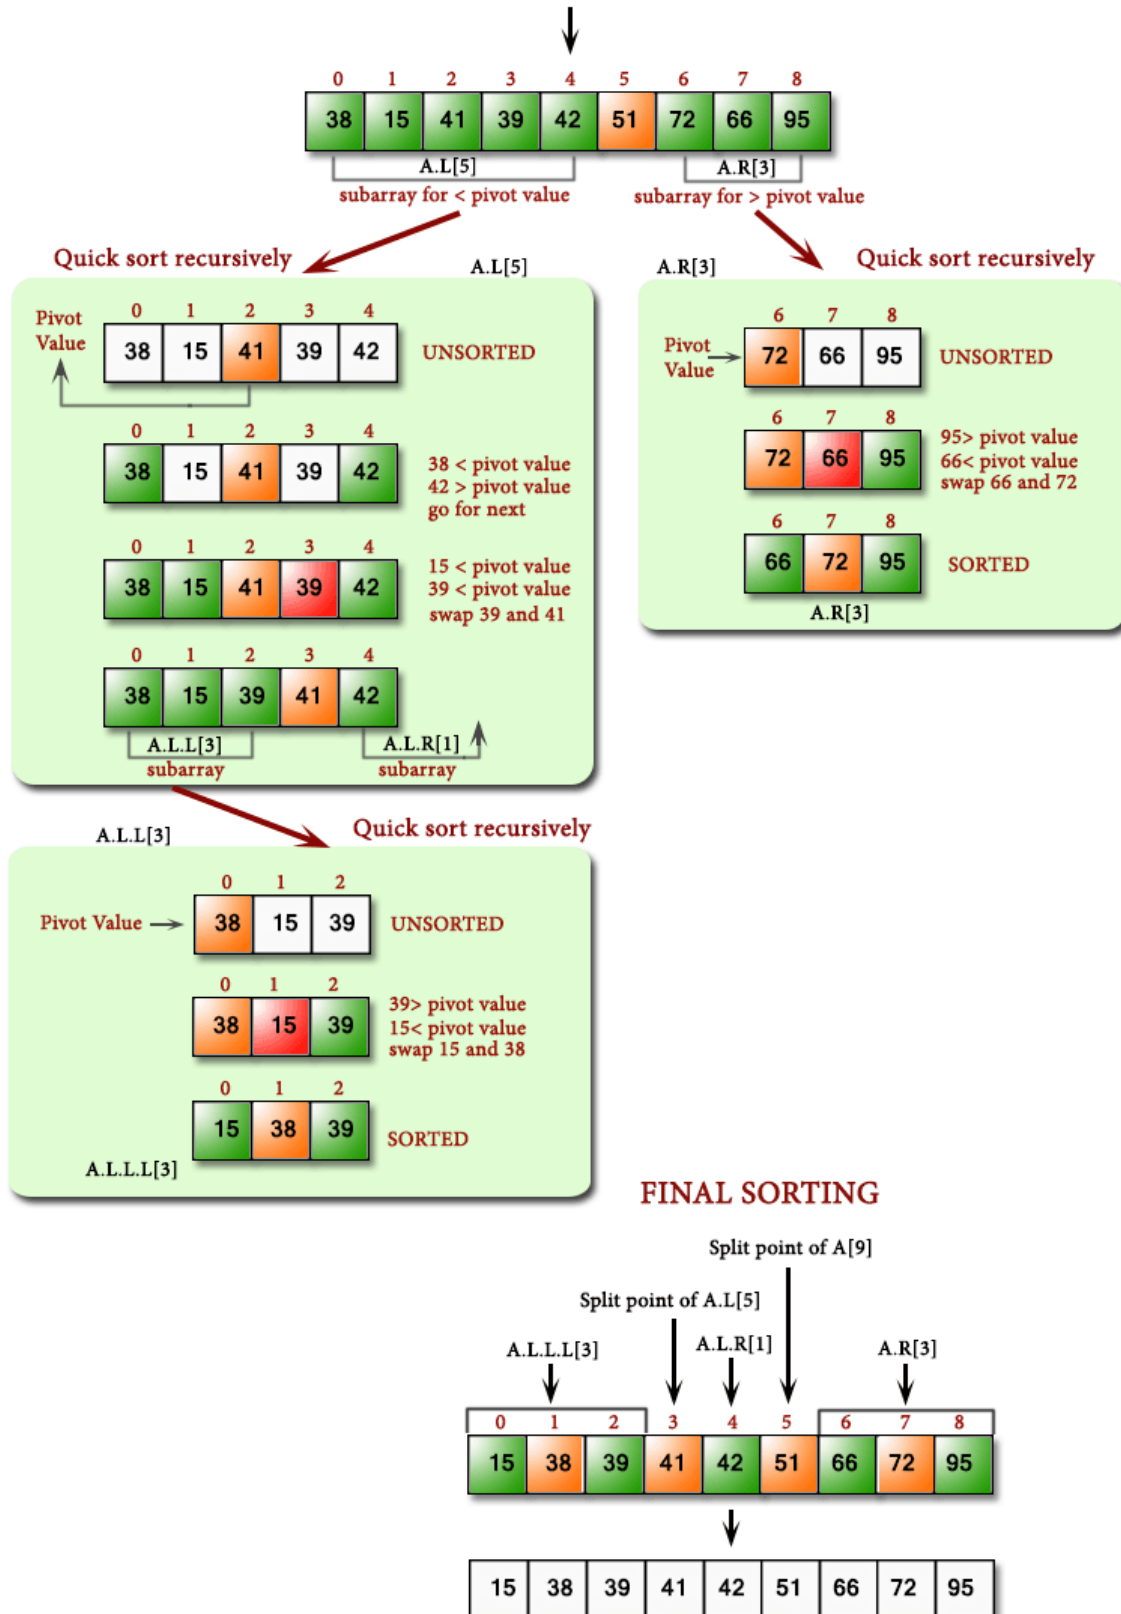 0 1 2 3 4 5 6 7 8
38 15 41 39 42 51 72 66 95
A.L[5] A.R[3]
subarray for < pivot value subarray for > pivot value
Quick sort recursively
A.L[5]
0 1 2 3 4
Pivot
Value
38 15 41 39 42
UNSORTED
0 1 2 3 4
38 15 41 39 42
38 < pivot value
42 > pivot value
go for next
0 1 2 3 4
38 15 41 39 42
15 < pivot value
39 < pivot value
swap 39 and 41
0 1 2 3 4
38 15 39 41 42
A.L.L[3] A.L.R[1]
subarray subarray
A.R[3]
Quick sort recursively
6 7 8
Pivot
Value
72 66 95
UNSORTED
6 7 8
72 66 95
95> pivot value
66< pivot value
swap 66 and 72
6 7 8
66 72 95
SORTED
A.R[3]
A.L.L[3]
Quick sort recursively
0 1 2
Pivot Value
38 15 39
UNSORTED
0 1 2
38 15 39
39> pivot value
15< pivot value
swap 15 and 38
0 1 2
15 38 39
SORTED
A.L.L.L[3]
FINAL SORTING
Split point of A[9]
Split point of A.L[5]
A.L.L.L[3] A.L.R[1] A.R[3]
0 1 2 3 4 5 6 7 8
15 38 39 41 42 51 66 72 95
15 38 39 41 42 51 66 72 95